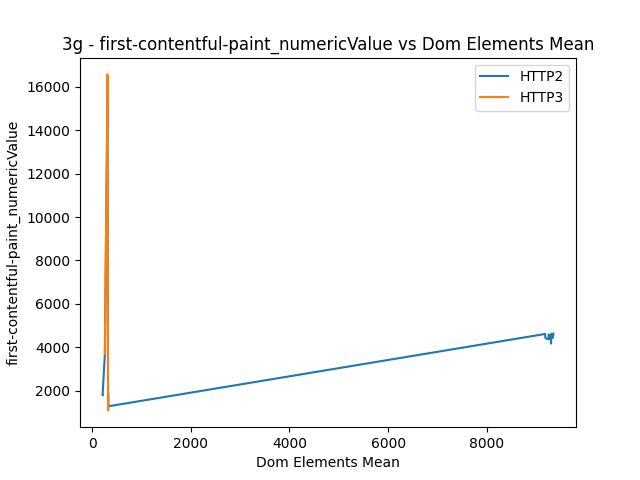 3g - first-contentful-paint_numericValue vs Dom Elements Mean
HTTP2
HTTP3
first-contentful-paint_numericValue
16000
14000
12000
10000
8000
6000
4000
2000
0 2000 4000 6000 8000
Dom Elements Mean